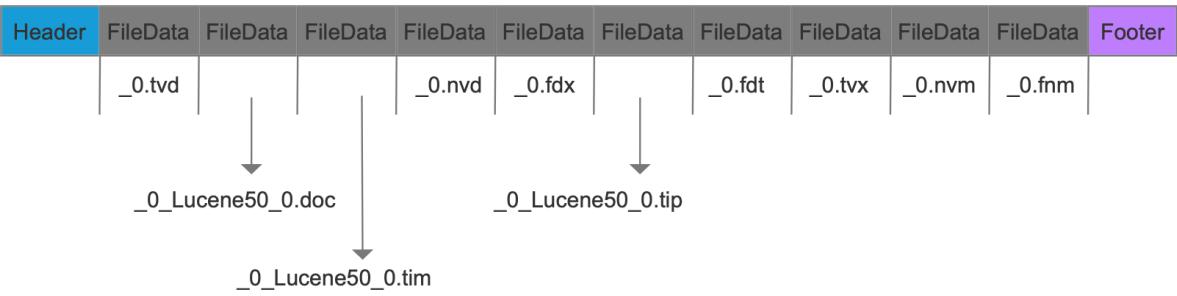 Header FileData FileData FileData FileData FileData FileData FileData FileData FileData FileData Footer
_0.tvd _0.nvd _0.fdx _0.fdt _0.tvx _0.nvm _0.fnm
_0_Lucene50_0.doc _0_Lucene50_0.tip
_0_Lucene50_0.tim